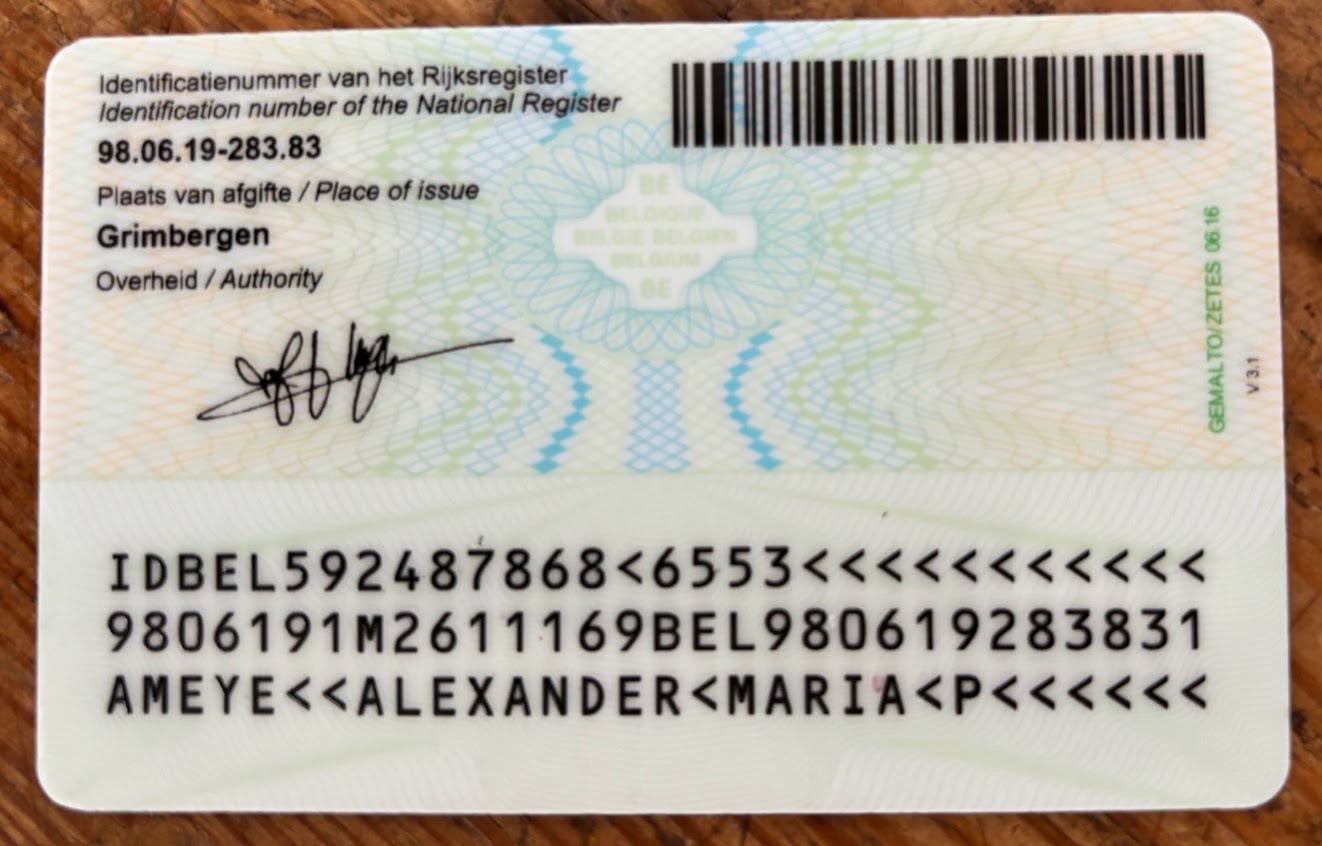 Identificatienummer van het Rijksregister
Identification number of the National Register
98.06.19-283.83
Plaats van afgifte / Place of issue
Grimbergen
Overheid / Authority
BE
BELGIQUE
BELGIE BELGIEN
BELGIUM
BE
GEMALTO/ZETES 06 16
V 3.1
IDBEL592487868<6553<<<<<<<<<<<
9806191M2611169BEL980619283831
AMEYE<<ALEXANDER<MARIA<P<<<<<<